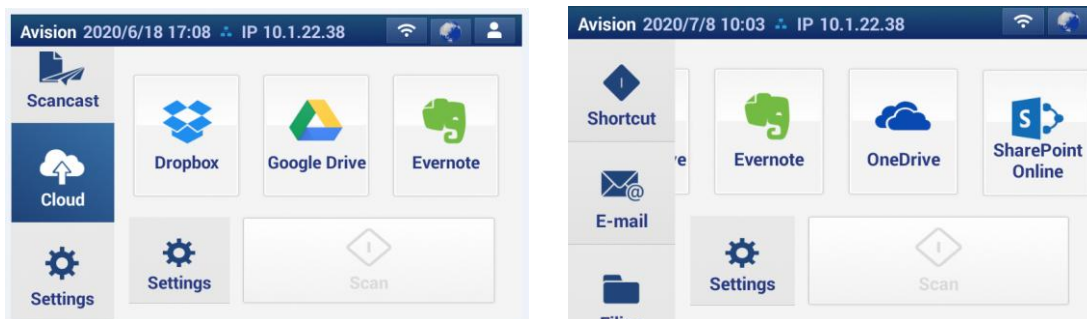 Avision 2020/6/18 17:08 IP 10.1.22.38
Scancast
Dropbox
Google Drive
Evernote
Cloud
Settings
Settings
Scan
Avision 2020/7/8 10:03 IP 10.1.22.38
Shortcut
Evernote
OneDrive
SharePoint
Online
E-mail
Settings
Scan